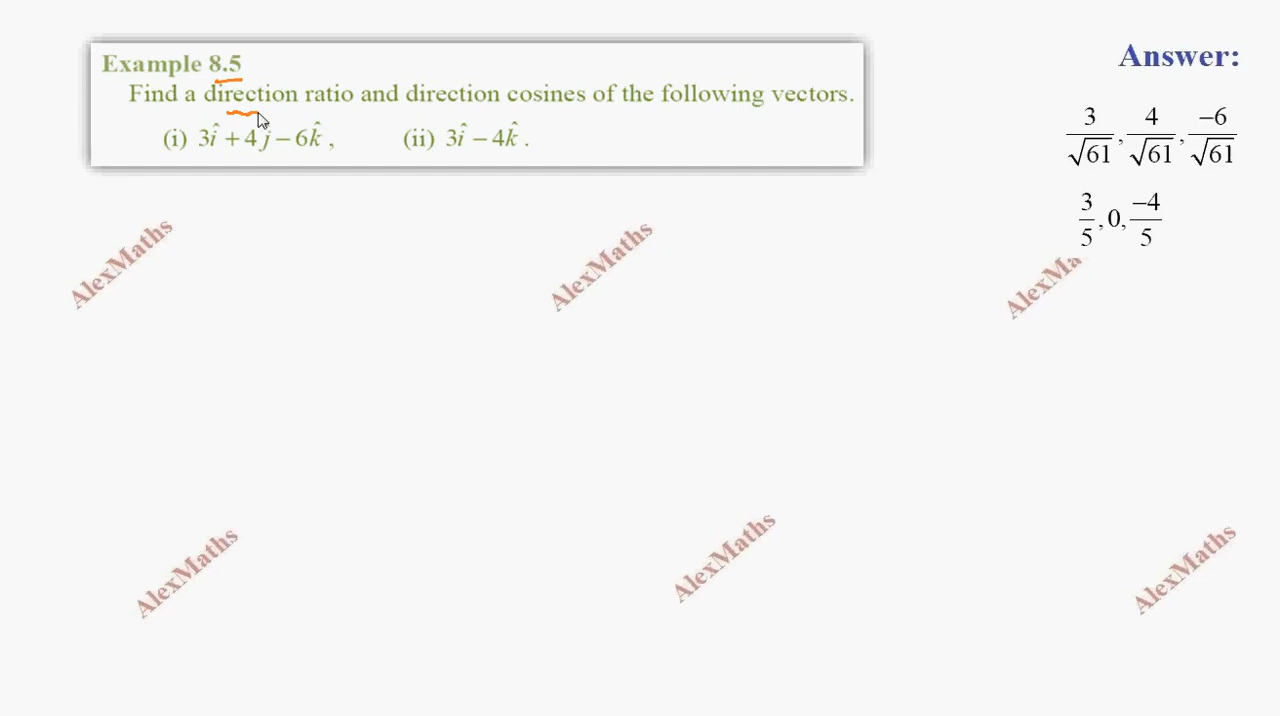 Example 8.5
Find a direction ratio and direction cosines of the following vectors.
(i) 3î + 4ĵ − 6k̂ , (ii) 3î − 4k̂ .
Answer:
3/√61 , 4/√61 , −6/√61
3/5 , 0, −4/5
AlexMaths
AlexMaths
AlexMa
AlexMaths
AlexMaths
AlexMaths